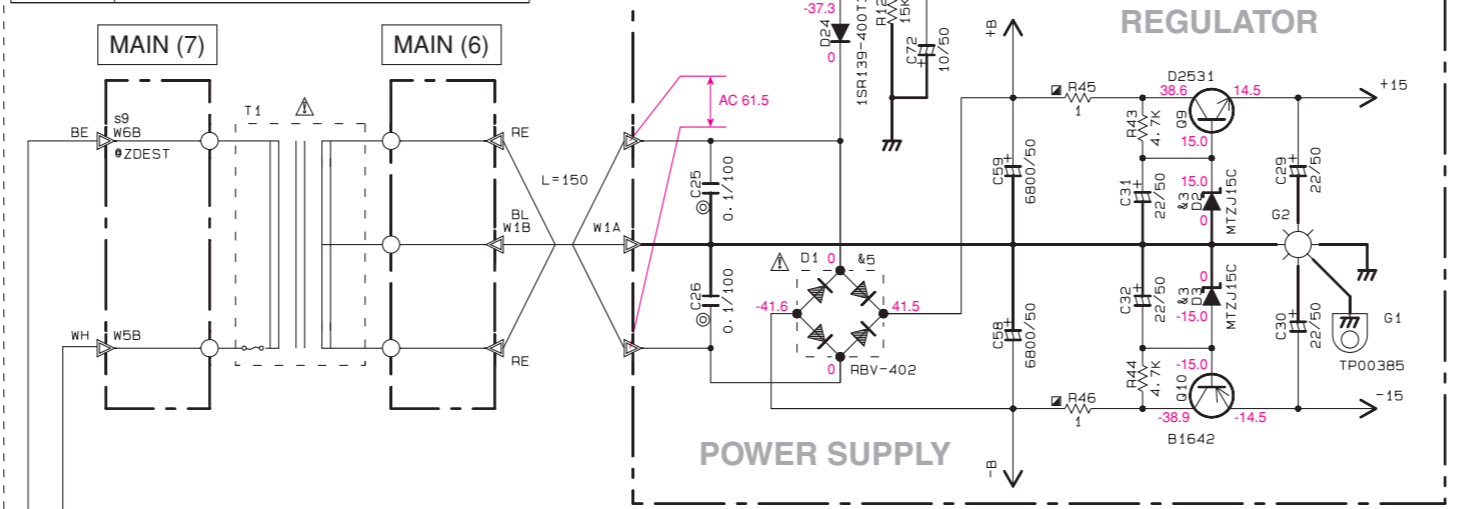 MAIN (7)
MAIN (6)
POWER SUPPLY
REGULATOR
s9
BE
W6B
@ZDEST
T1
WH
W5B
RE
L=150
BL
W1B
W1A
RE
AC 61.5
-37.3
D24
0
1SR139-400T
15K
C72
10/50
+B
C25
0.1/100
C26
0.1/100
D1
0
&5
-41.6
41.5
0
RBV-402
C59
6800/50
C58
6800/50
-B
R45
1
R43
4.7K
C31
22/50
C32
22/50
R44
4.7K
R46
1
D2531
38.6
14.5
Q9
15.0
15.0
&3
D2
0
MTZJ15C
0
&3
D3
-15.0
MTZJ15C
-15.0
Q10
-38.9
-14.5
B1642
C29
22/50
G2
C30
22/50
+15
-15
G1
TP00385